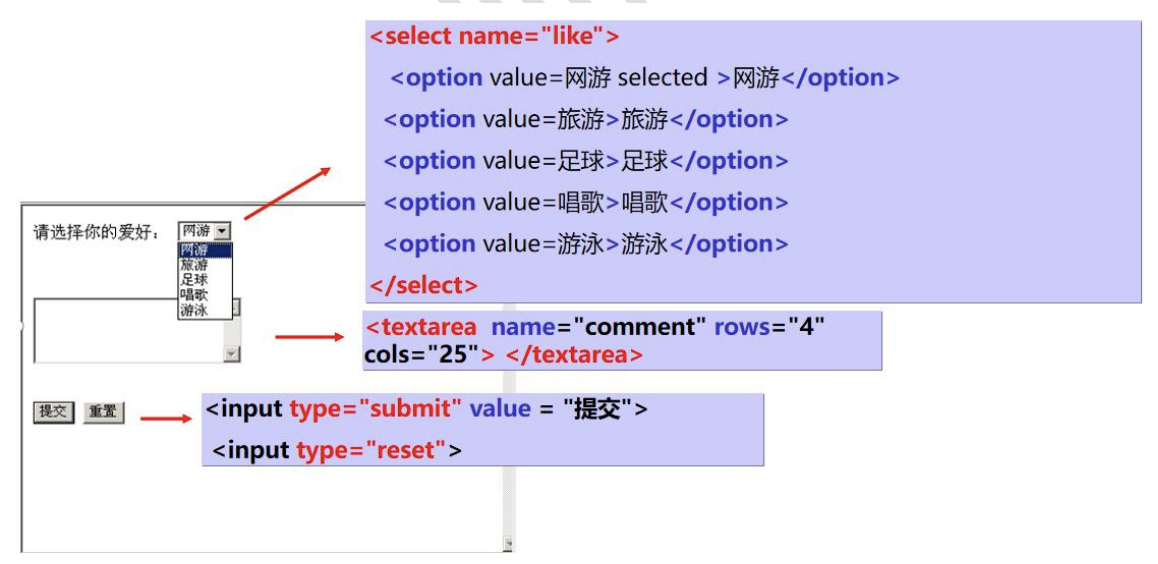 <select name="like">
<option value=网游 selected >网游</option>
<option value=旅游>旅游</option>
<option value=足球>足球</option>
<option value=唱歌>唱歌</option>
<option value=游泳>游泳</option>
</select>
请选择你的爱好： 网游
网游
旅游
足球
唱歌
游泳
<textarea name="comment" rows="4"
cols="25"> </textarea>
提交 重置
<input type="submit" value = "提交">
<input type="reset">